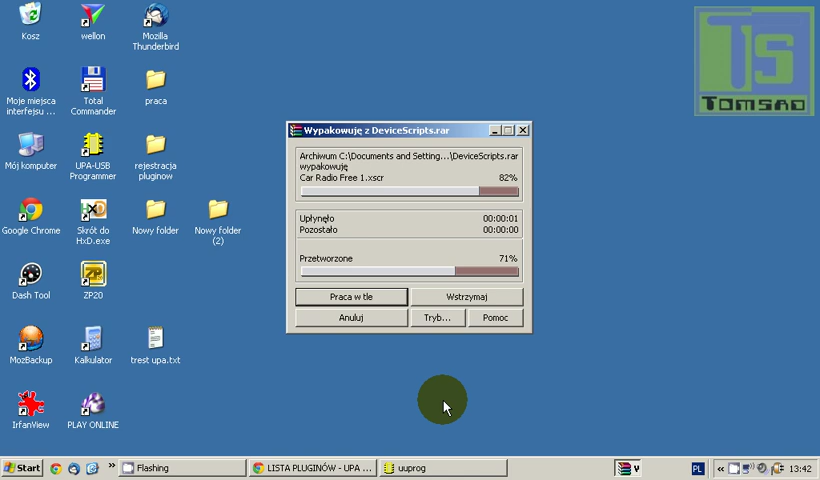 Kosz
wellon
Mozilla
Thunderbird
Moje miejsca
interfejsu ...
Total
Commander
praca
Mój komputer
UPA-USB
Programmer
rejestracja
pluginow
Google Chrome
Skrót do
HxD.exe
Nowy folder
Nowy folder
(2)
Dash Tool
ZP20
MozBackup
Kalkulator
trest upa.txt
IrfanView
PLAY ONLINE
TS
TOMSAD
Wypakowuję z DeviceScripts.rar
Archiwum C:\Documents and Setting...\DeviceScripts.rar
wypakowuję
Car Radio Free 1.xscr 82%
Upłynęło 00:00:01
Pozostało 00:00:00
Przetworzone 71%
Praca w tle
Wstrzymaj
Anuluj
Tryb...
Pomoc
Start
Flashing
LISTA PLUGINÓW - UPA ...
uuprog
PL
13:42